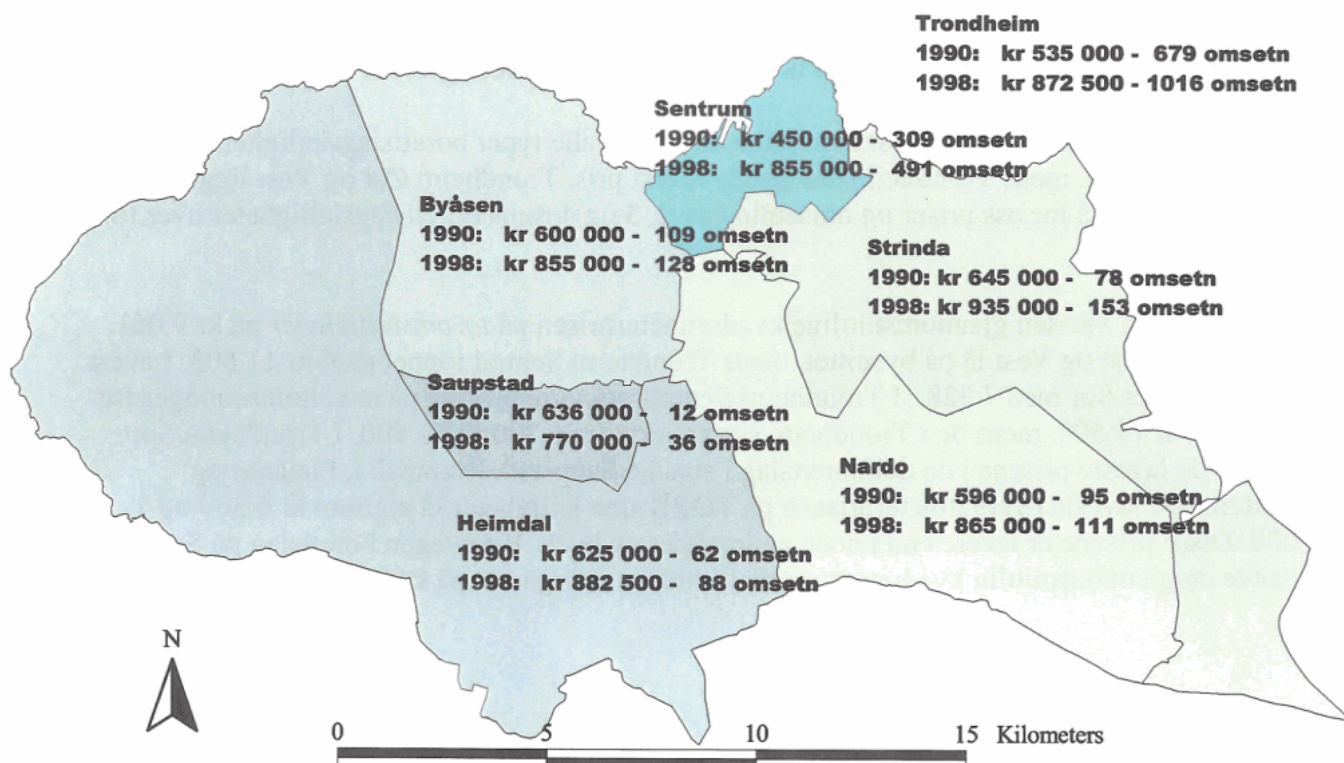 Trondheim
1990: kr 535 000 - 679 omsetn
1998: kr 872 500 - 1016 omsetn
Sentrum
1990: kr 450 000 - 309 omsetn
1998: kr 855 000 - 491 omsetn
Byåsen
1990: kr 600 000 - 109 omsetn
1998: kr 855 000 - 128 omsetn
Strinda
1990: kr 645 000 - 78 omsetn
1998: kr 935 000 - 153 omsetn
Saupstad
1990: kr 636 000 - 12 omsetn
1998: kr 770 000 - 36 omsetn
Nardo
1990: kr 596 000 - 95 omsetn
1998: kr 865 000 - 111 omsetn
Heimdal
1990: kr 625 000 - 62 omsetn
1998: kr 882 500 - 88 omsetn
N
0 5 10 15 Kilometers